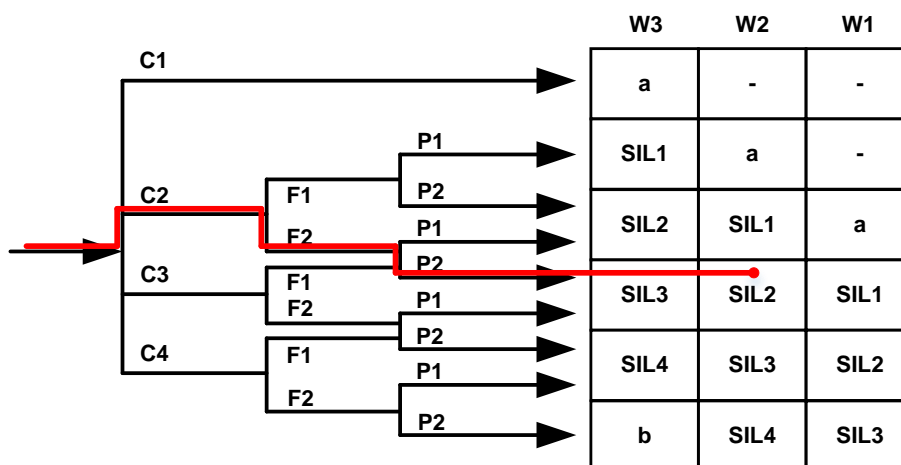 W3 W2 W1
C1
a - -
P1
SIL1 a -
C2 F1 P2
SIL2 SIL1 a
F2 P1
P2
C3 F1
SIL3 SIL2 SIL1
F2 P1
P2
C4 F1
SIL4 SIL3 SIL2
P1
F2
P2
b SIL4 SIL3